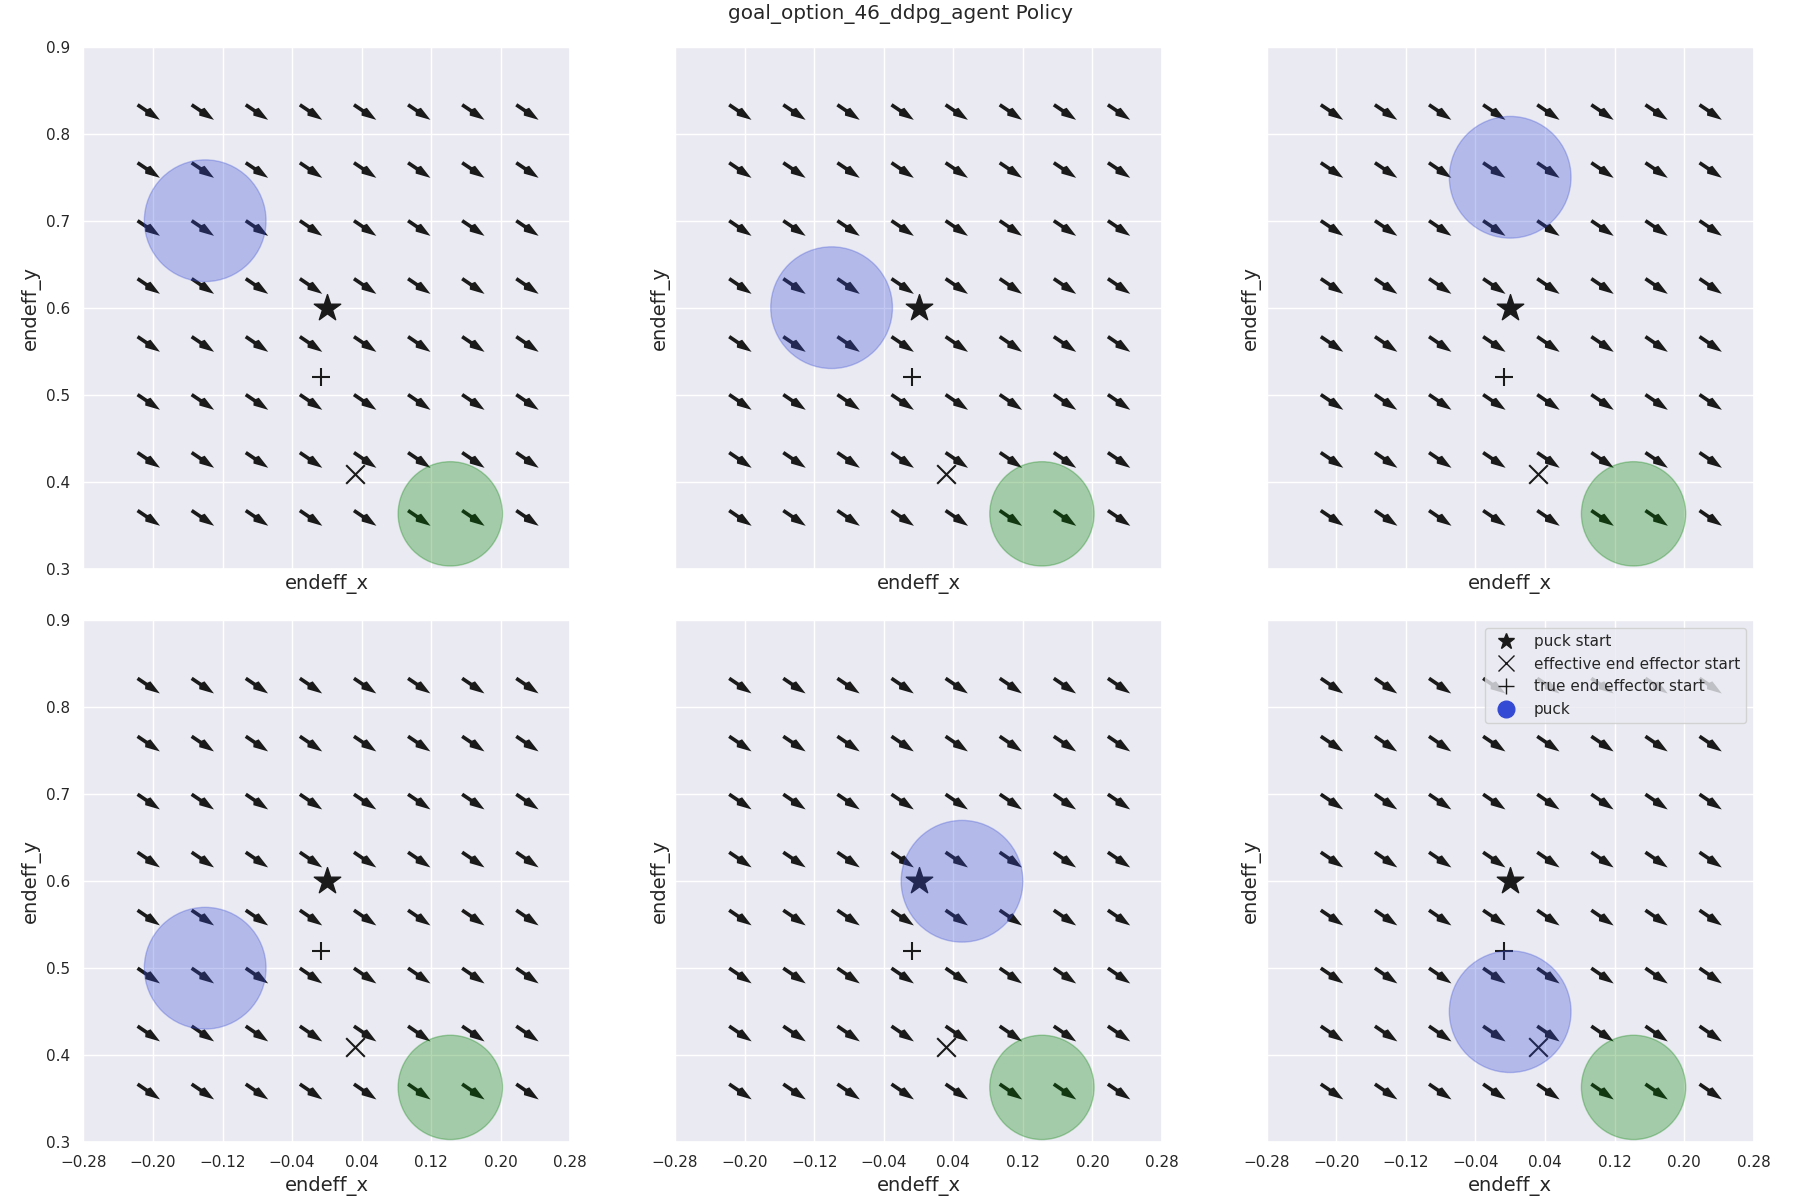 goal_option_46_ddpg_agent Policy
0.9
0.8
0.7
0.6
0.5
0.4
0.3
endeff_y
endeff_x
endeff_y
endeff_x
endeff_y
endeff_x
0.9
0.8
0.7
0.6
0.5
0.4
0.3
endeff_y
−0.28 −0.20 −0.12 −0.04 0.04 0.12 0.20 0.28
endeff_x
endeff_y
−0.28 −0.20 −0.12 −0.04 0.04 0.12 0.20 0.28
endeff_x
endeff_y
puck start
effective end effector start
true end effector start
puck
−0.28 −0.20 −0.12 −0.04 0.04 0.12 0.20 0.28
endeff_x